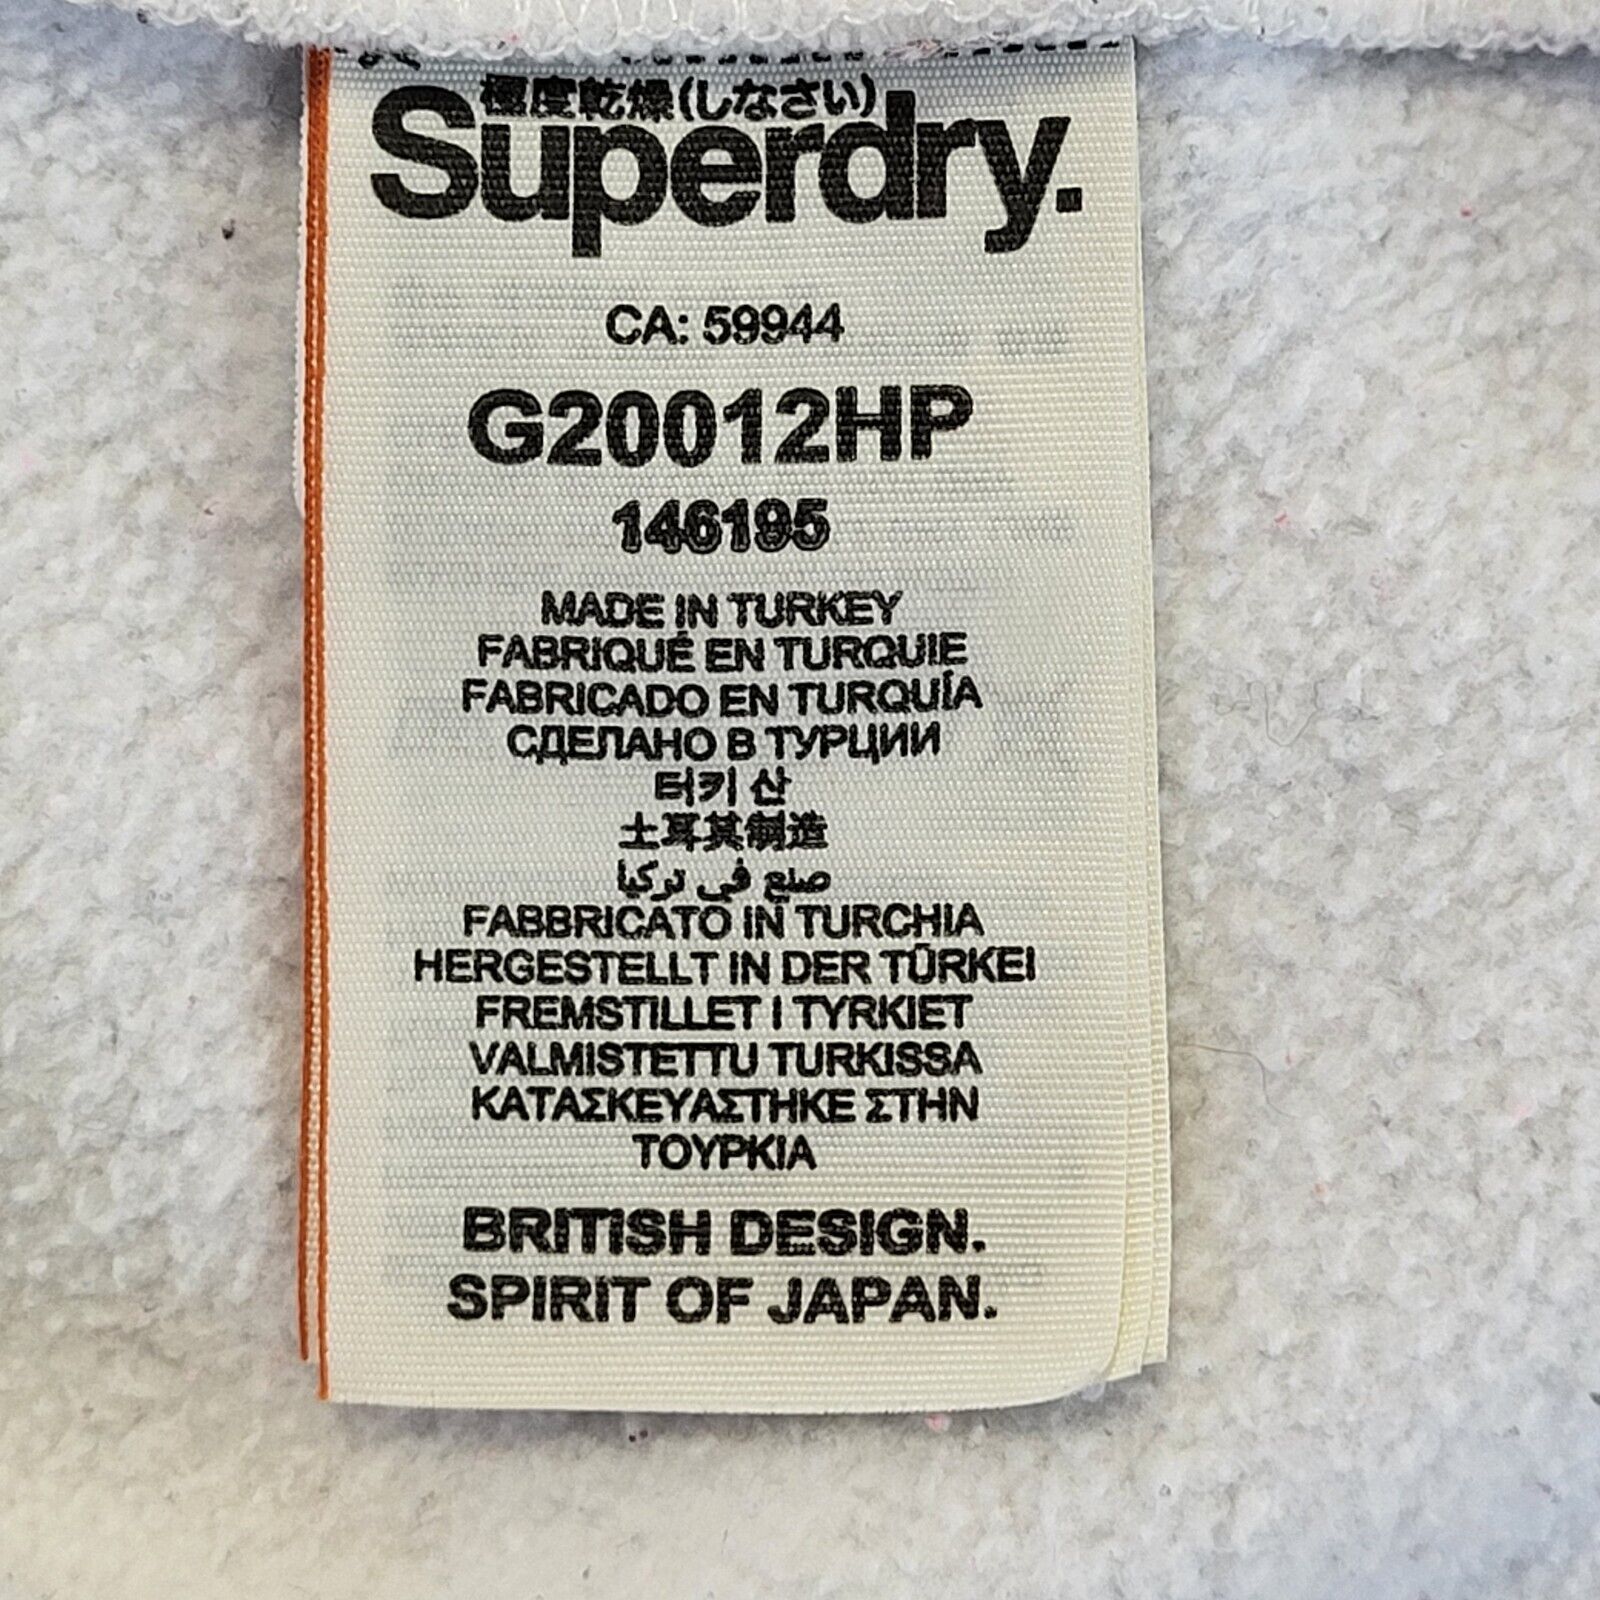 極度乾燥(しなさい)
Superdry.
CA: 59944
G20012HP
146195
MADE IN TURKEY
FABRIQUÉ EN TURQUIE
FABRICADO EN TURQUÍA
СДЕЛАНО В ТУРЦИИ
터키 산
土耳其制造
صلع في تركيا
FABBRICATO IN TURCHIA
HERGESTELLT IN DER TÜRKEI
FREMSTILLET I TYRKIET
VALMISTETTU TURKISSA
ΚΑΤΑΣΚΕΥΑΣΤΗΚΕ ΣΤΗΝ
ΤΟΥΡΚΙΑ
BRITISH DESIGN.
SPIRIT OF JAPAN.